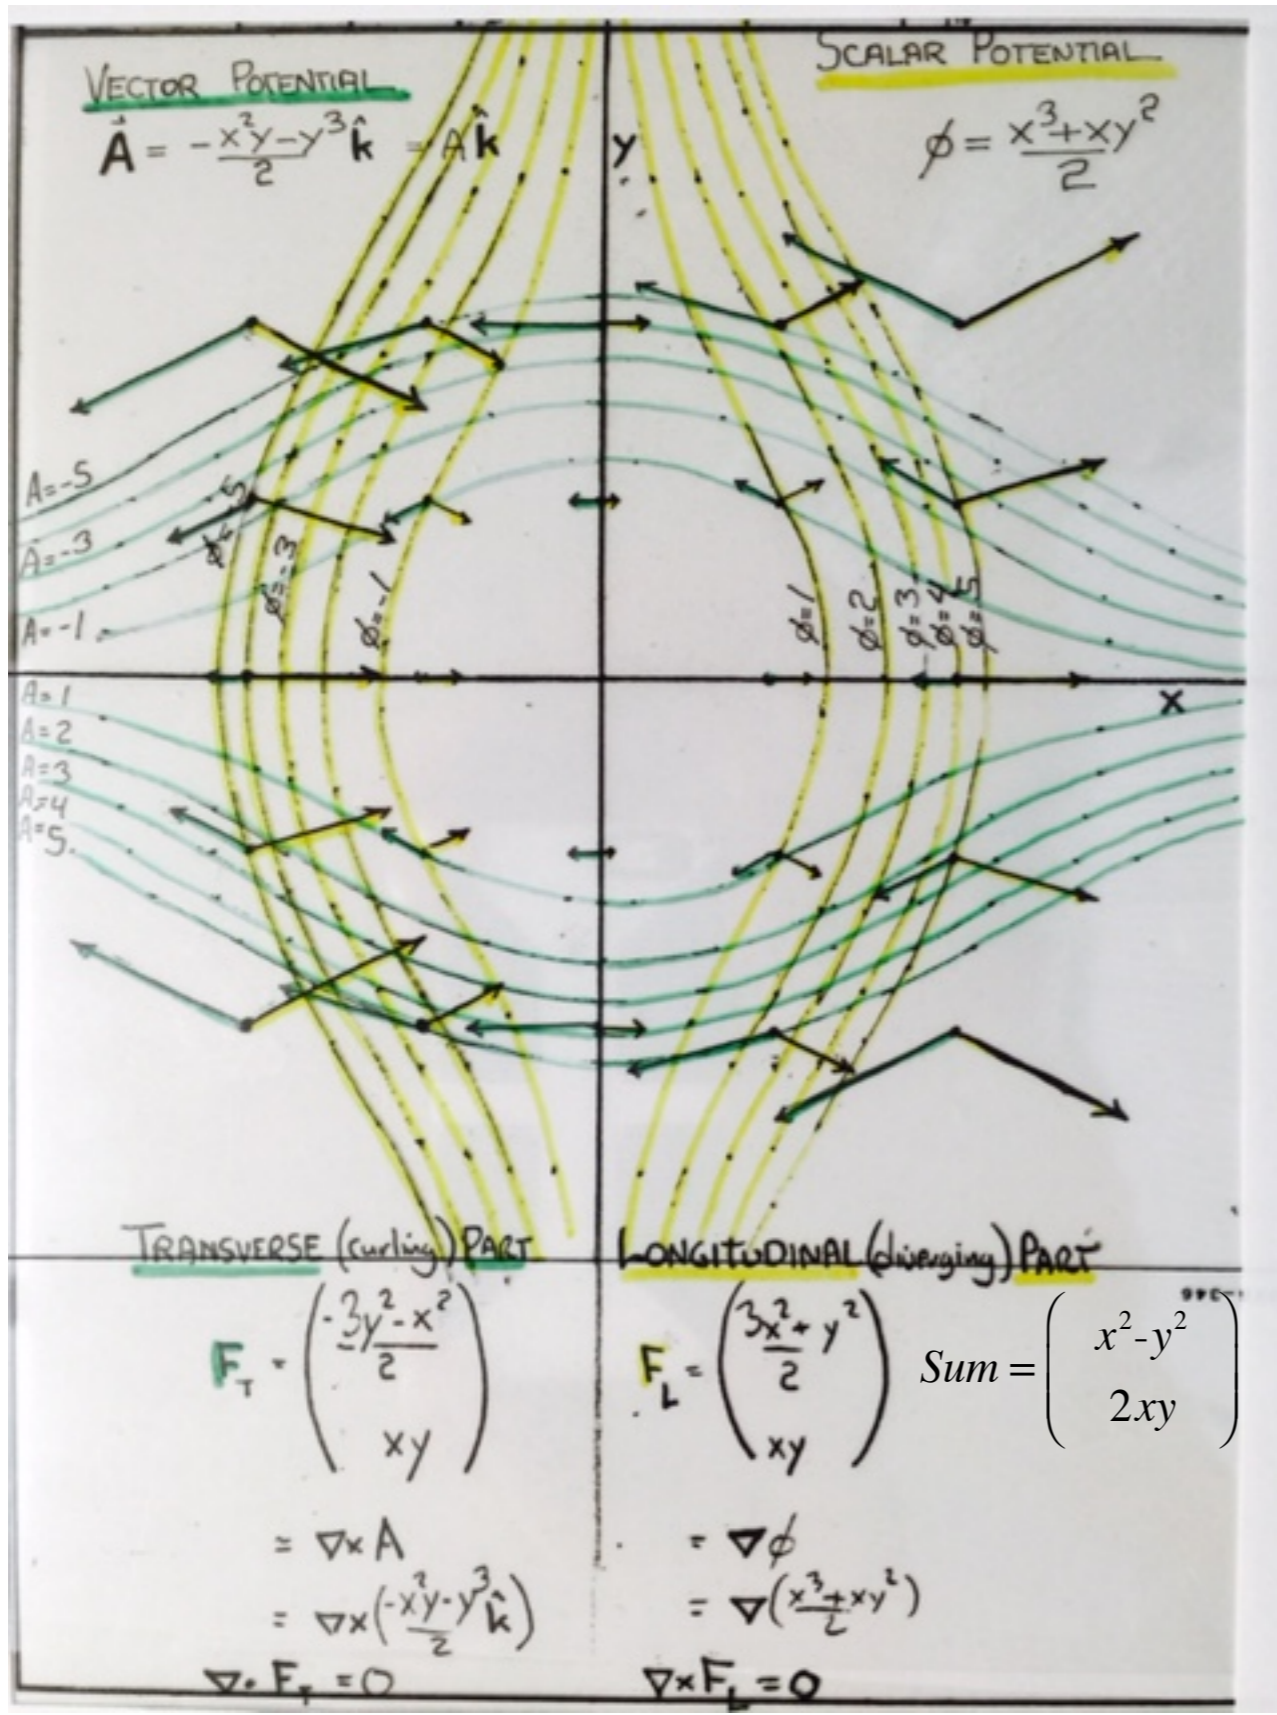 VECTOR POTENTIAL
A⃗ = -x²y-y³/2 k̂ = A k̂
SCALAR POTENTIAL
ϕ = x³+xy²/2
y
A=-5
A=-3
A=-1
ϕ=-5
ϕ=-3
ϕ=-1
ϕ=1
ϕ=2
ϕ=3
ϕ=4
ϕ=5
x
A=1
A=2
A=3
A=4
A=5
TRANSVERSE (curling) PART
F_T = ( -3y²-x²/2
xy )
= ∇×A
= ∇×(-x²y-y³/2 k̂)
∇·F_T = 0
LONGITUDINAL (diverging) PART
F_L = ( 3x²+y²/2
xy )
= ∇ϕ
= ∇(x³+xy²/2)
∇×F_L = 0
Sum = ( x²-y²
2xy )